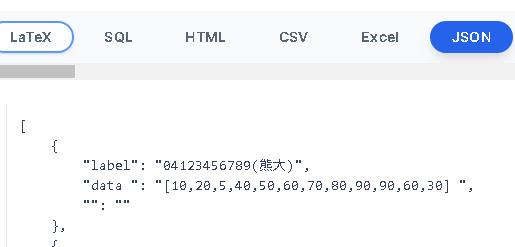 LaTeX SQL HTML CSV Excel JSON
[
{
"label": "04123456789(熊大)",
"data ": "[10,20,5,40,50,60,70,80,90,90,60,30] ",
"": ""
},
{